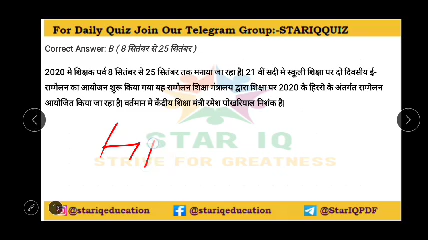 For Daily Quiz Join Our Telegram Group:-STARIQQUIZ
Correct Answer: B ( 8 सितंबर से 25 सितंबर )
2020 मे शिक्षक पर्व 8 सितंबर से 25 सितंबर तक मनाया जा रहा है। 21 वीं सदी मे स्कूली शिक्षा पर दो दिवसीय ई-
सम्मेलन का आयोजन शुरू किया गया यह सम्मेलन शिक्षा मंत्रालय द्वारा शिक्षा पर 2020 के हिस्से के अंतर्गत सम्मेलन
आयोजित किया जा रहा है। वर्तमान मे केंद्रीय शिक्षा मंत्री रमेश पोखरियाल निशंक है।
STAR IQ
STRIVE FOR GREATNESS
@stariqeducation @stariqeducation @StarIQPDF